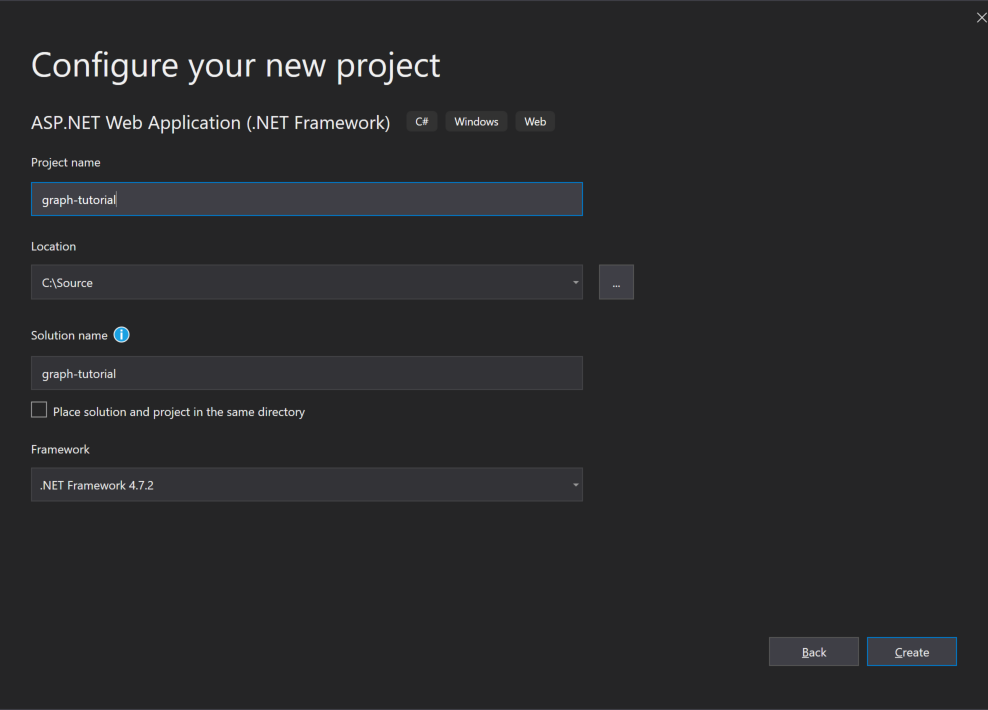 Configure your new project
ASP.NET Web Application (.NET Framework) C# Windows Web
Project name
graph-tutorial
Location
C:\Source
...
Solution name
graph-tutorial
Place solution and project in the same directory
Framework
.NET Framework 4.7.2
Back Create